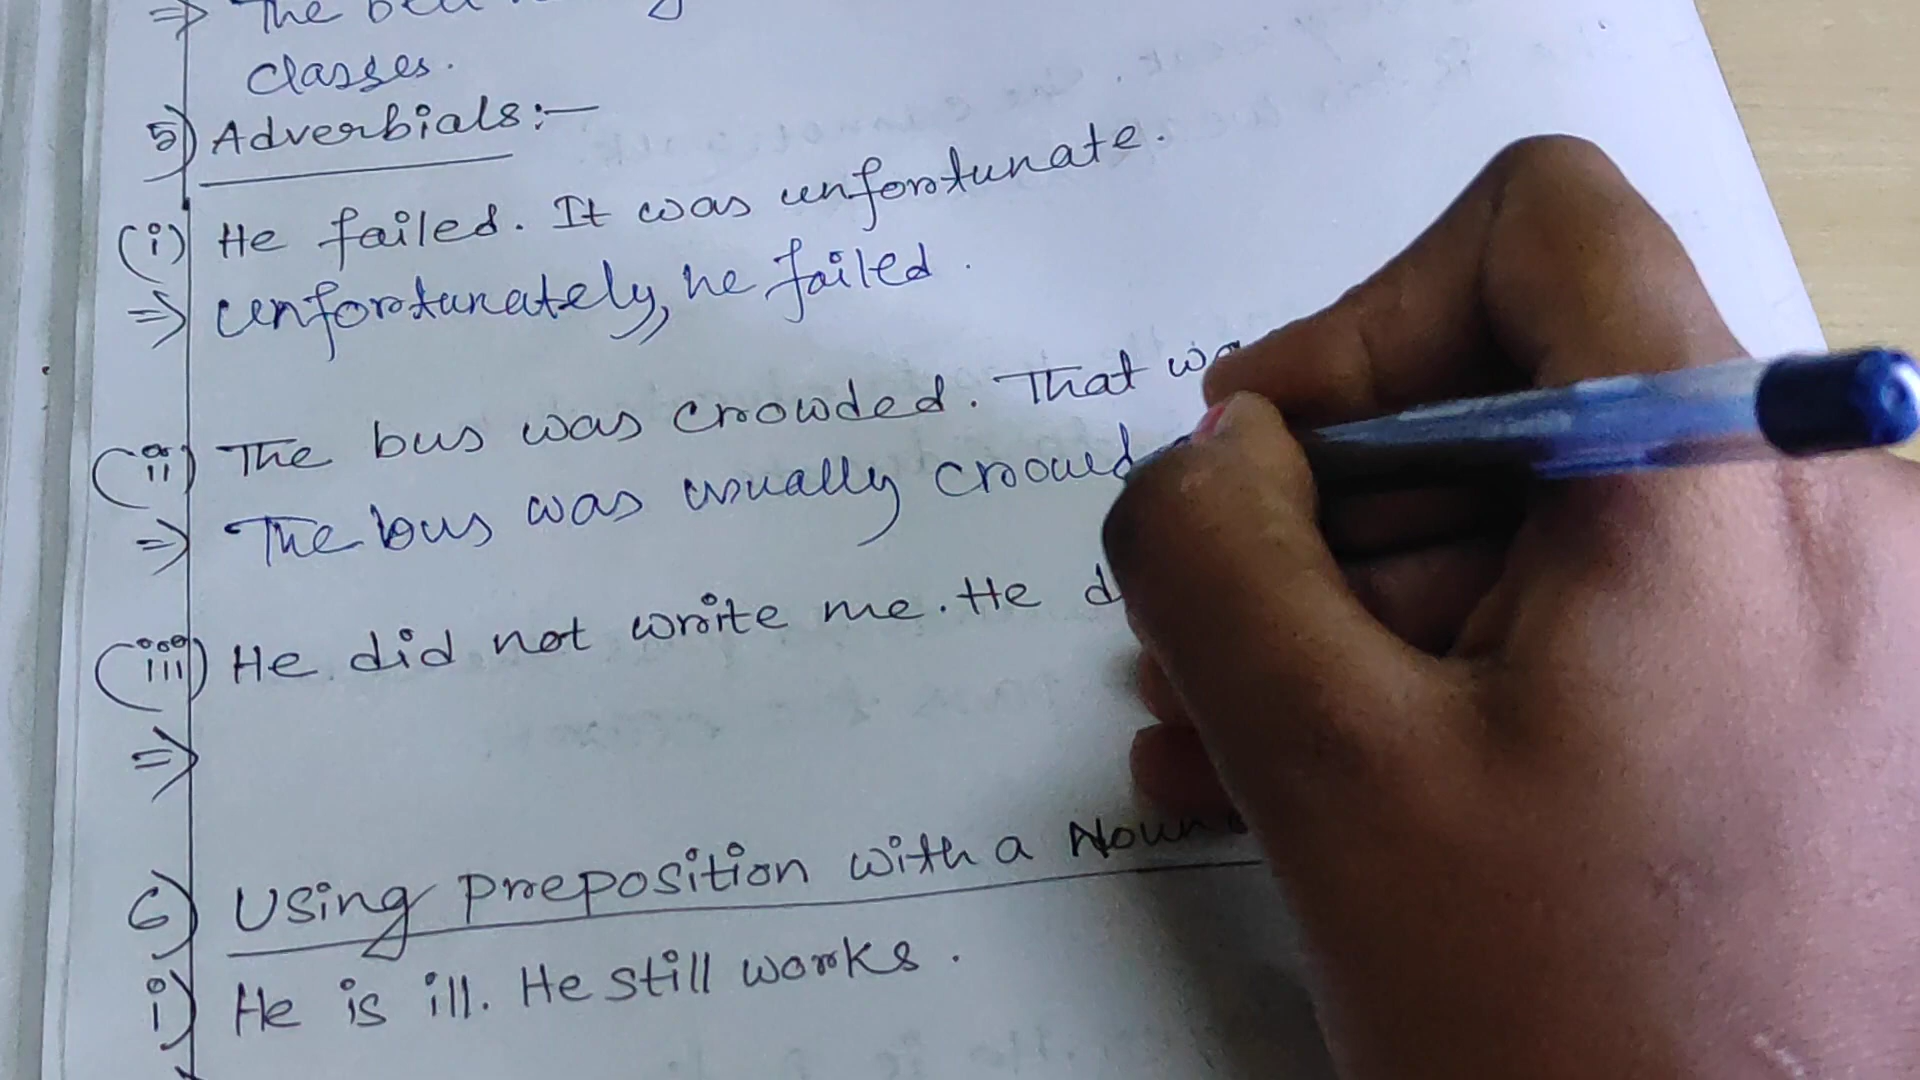 ⇒ The
classes.
5) Adverbials:-
(i) He failed. It was unfortunate.
⇒ Unfortunately, he failed.
(ii) The bus was crowded. That
⇒ The bus was usually crowd
(iii) He did not write me. He
⇒
6) Using Preposition with a Noun
i) He is ill. He still works.